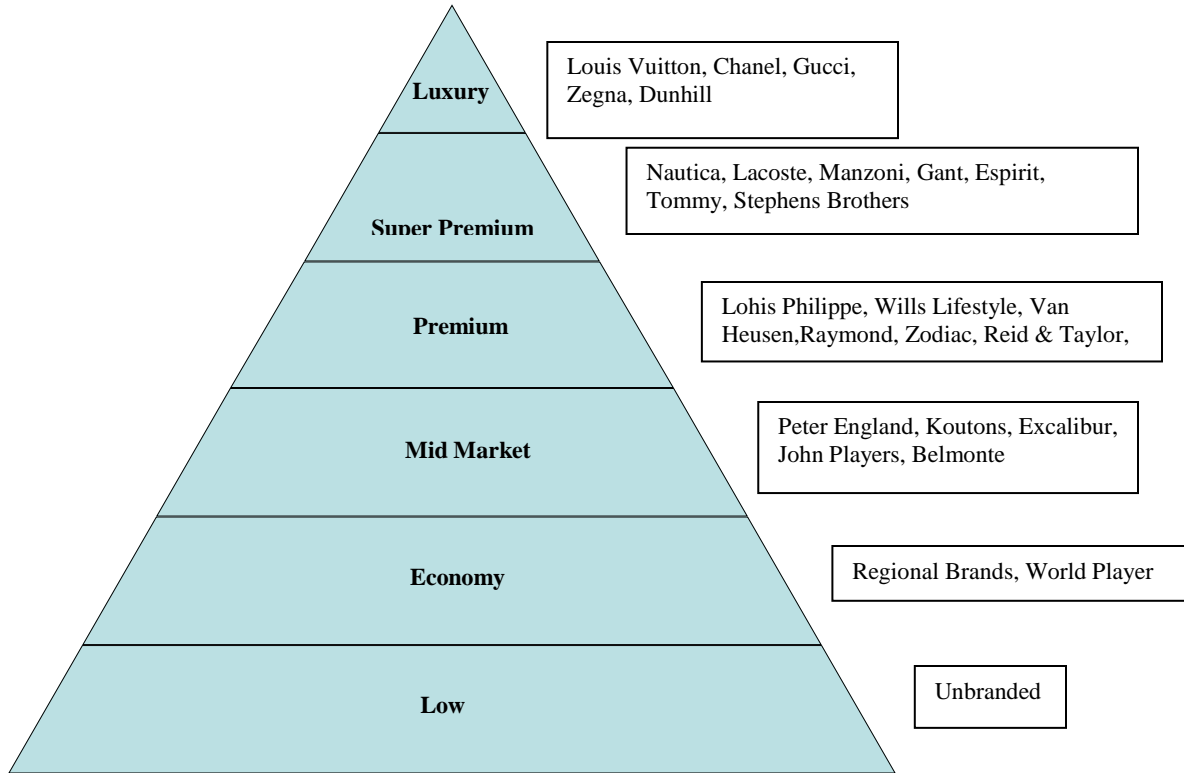 Luxury
Louis Vuitton, Chanel, Gucci,
Zegna, Dunhill
Super Premium
Nautica, Lacoste, Manzoni, Gant, Espirit,
Tommy, Stephens Brothers
Premium
Lohis Philippe, Wills Lifestyle, Van
Heusen,Raymond, Zodiac, Reid & Taylor,
Mid Market
Peter England, Koutons, Excalibur,
John Players, Belmonte
Economy
Regional Brands, World Player
Low
Unbranded